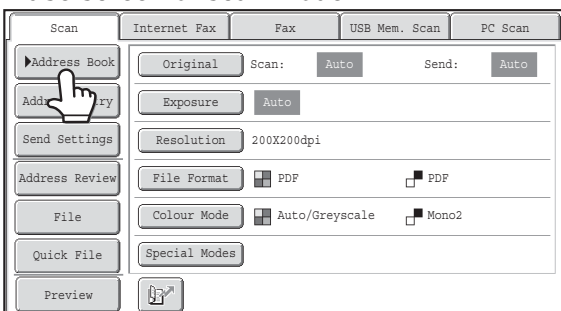 Scan Internet Fax Fax USB Mem. Scan PC Scan
Address Book Original Scan: Auto Send: Auto
Exposure Auto
Send Settings Resolution 200X200dpi
Address Review File Format PDF PDF
File Colour Mode Auto/Greyscale Mono2
Quick File Special Modes
Preview